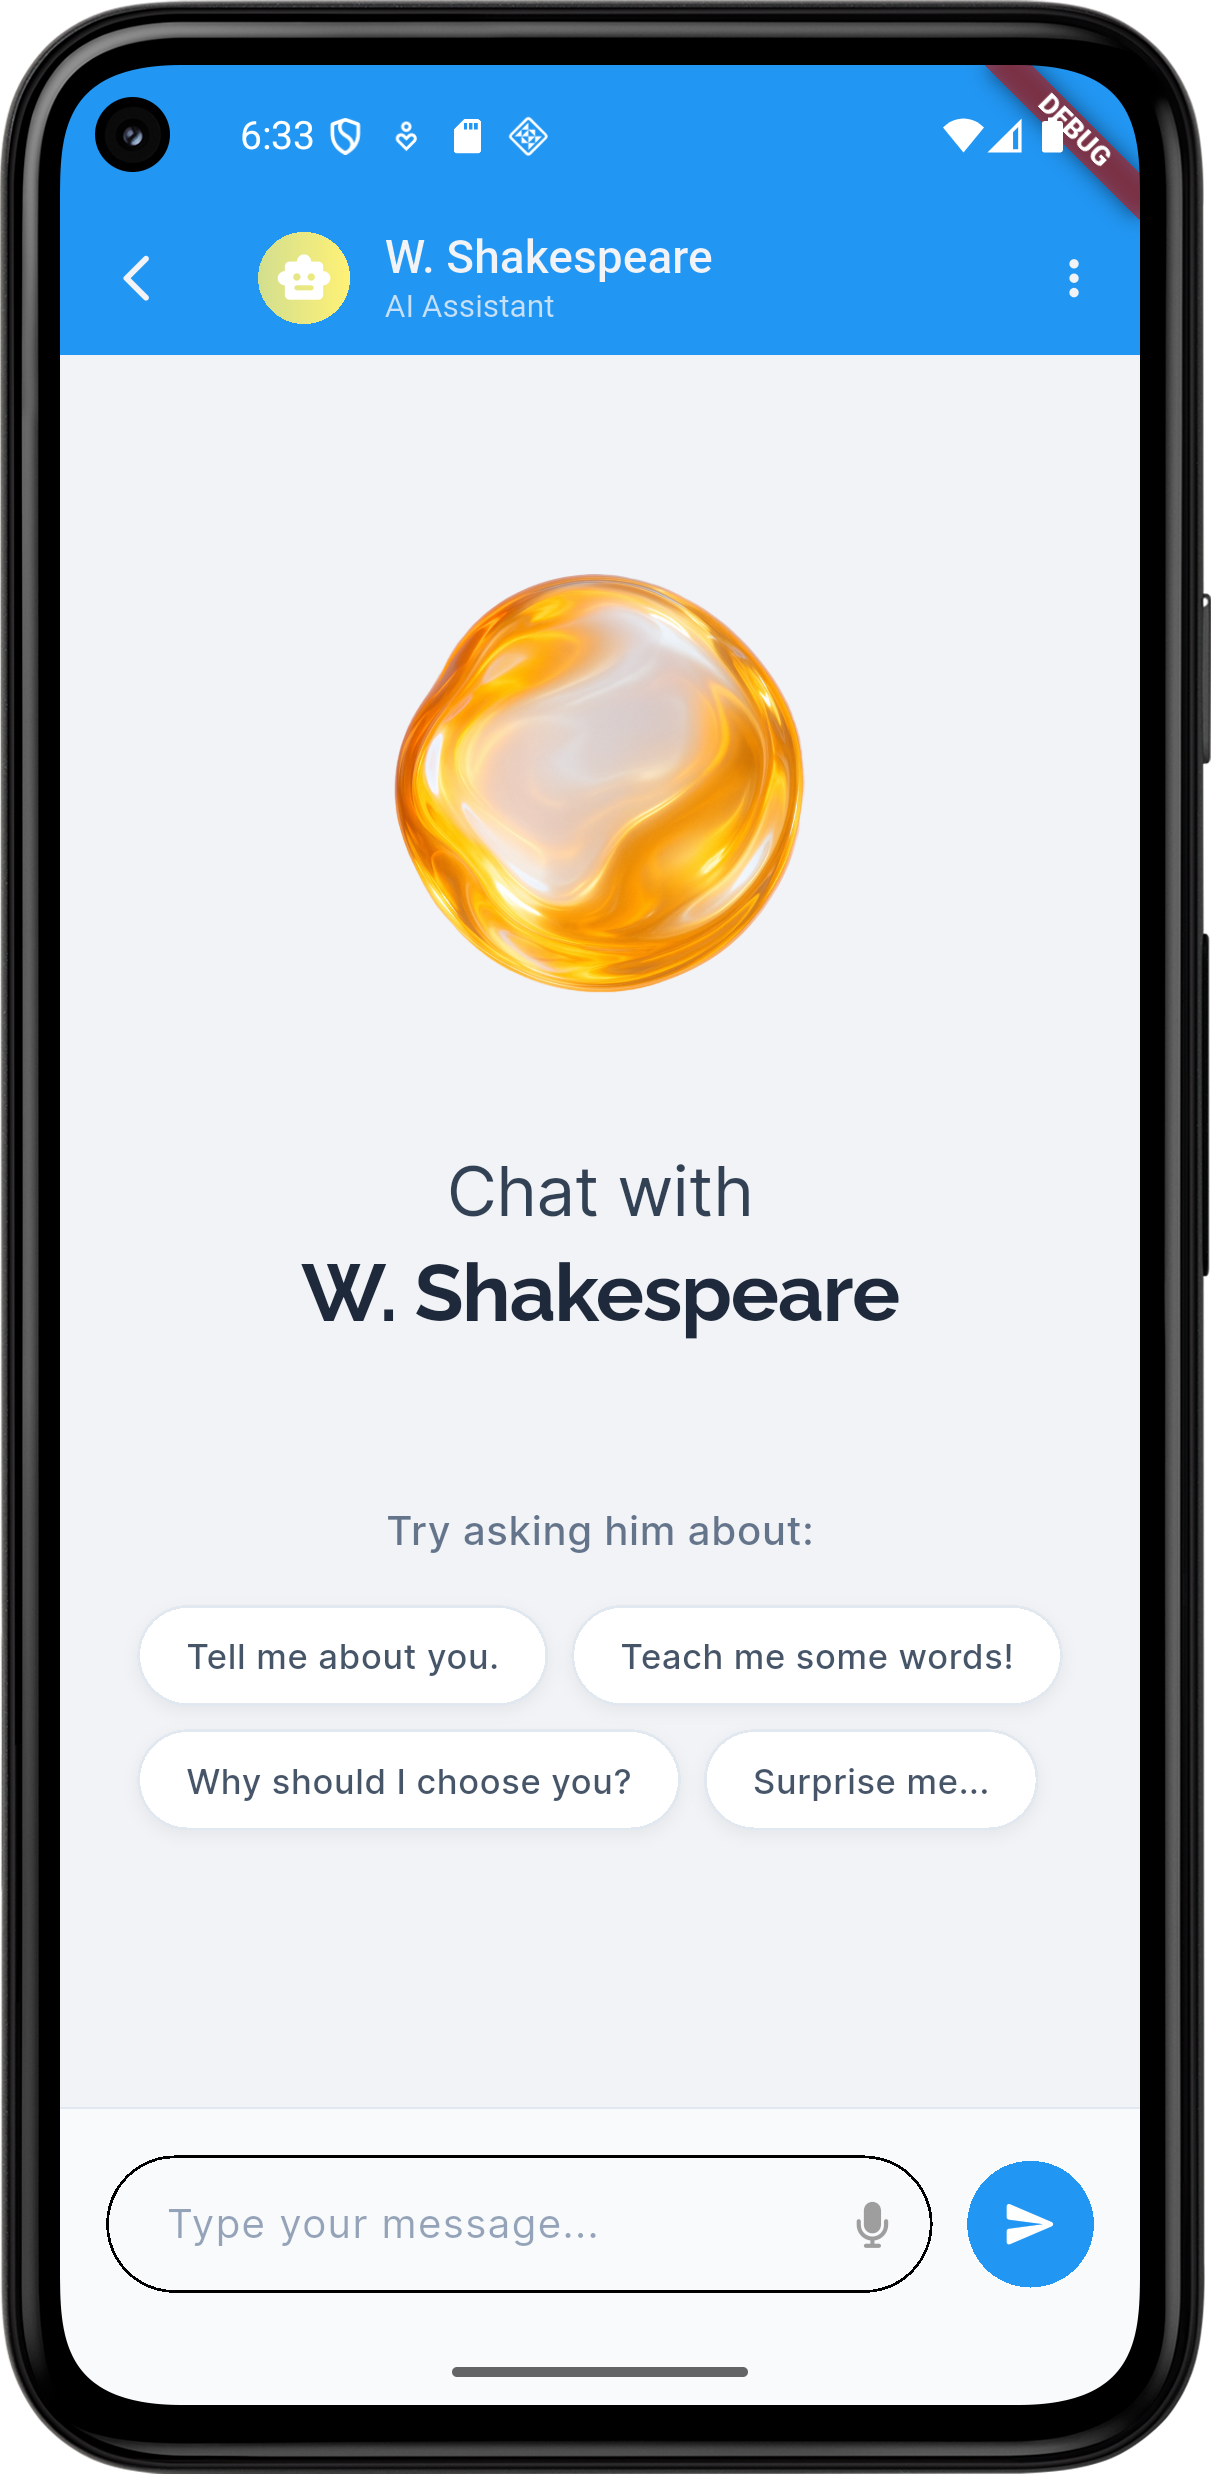 6:33
DEBUG
W. Shakespeare
AI Assistant
Chat with
W. Shakespeare
Try asking him about:
Tell me about you.
Teach me some words!
Why should I choose you?
Surprise me...
Type your message...